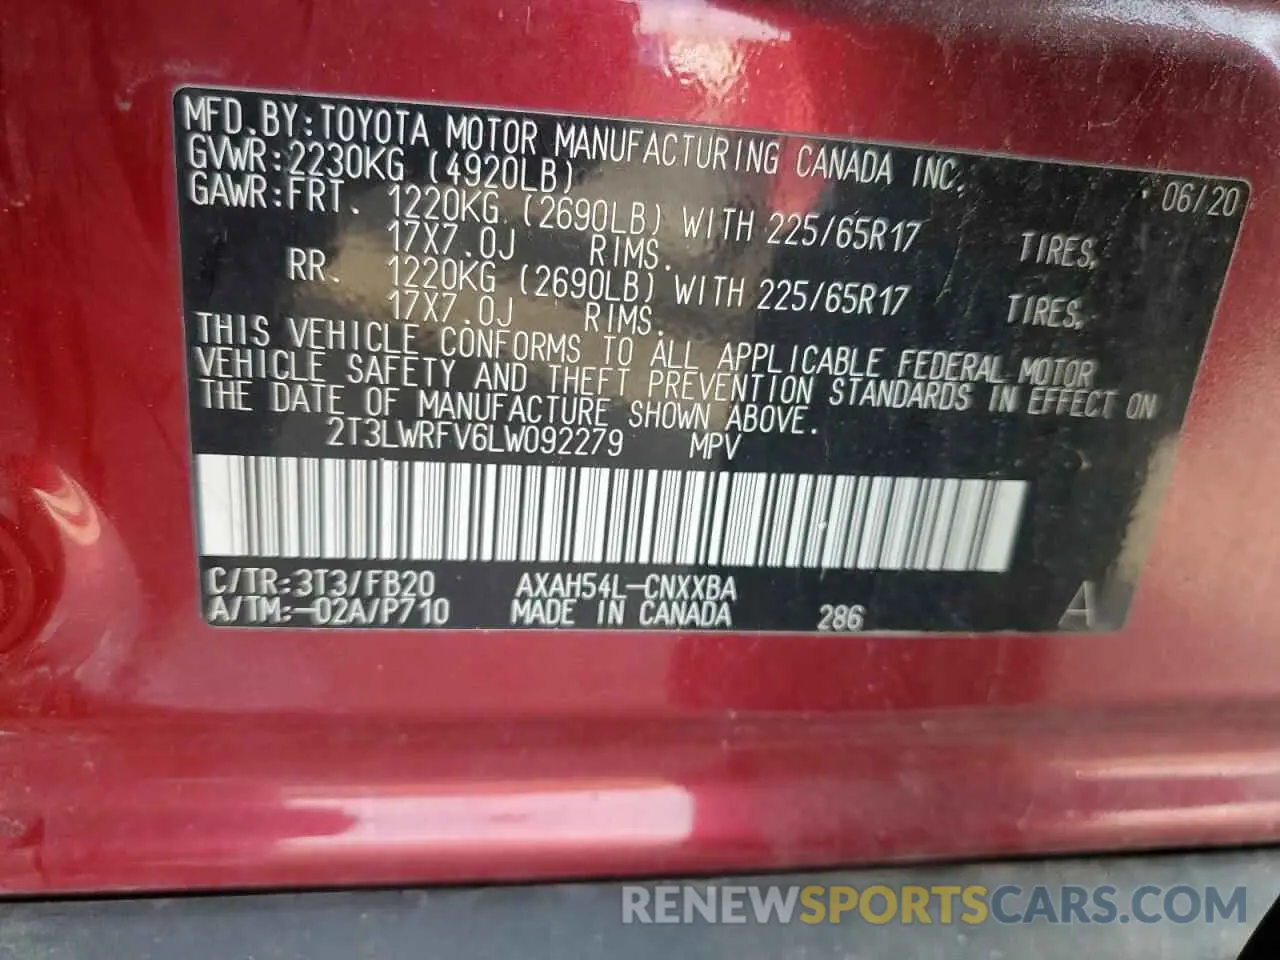 MFD.BY:TOYOTA MOTOR MANUFACTURING CANADA INC. 06/20
GVWR:2230KG (4920LB)
GAWR:FRT. 1220KG (2690LB) WITH 225/65R17 TIRES,
17X7.0J RIMS.
RR. 1220KG (2690LB) WITH 225/65R17 TIRES,
17X7.0J RIMS.
THIS VEHICLE CONFORMS TO ALL APPLICABLE FEDERAL MOTOR
VEHICLE SAFETY AND THEFT PREVENTION STANDARDS IN EFFECT ON
THE DATE OF MANUFACTURE SHOWN ABOVE.
2T3LWRFV6LW092279 MPV
C/TR:3T3/FB20 AXAH54L-CNXXBA
A/TM:-02A/P710 MADE IN CANADA 286 A
RENEWSPORTSCARS.COM